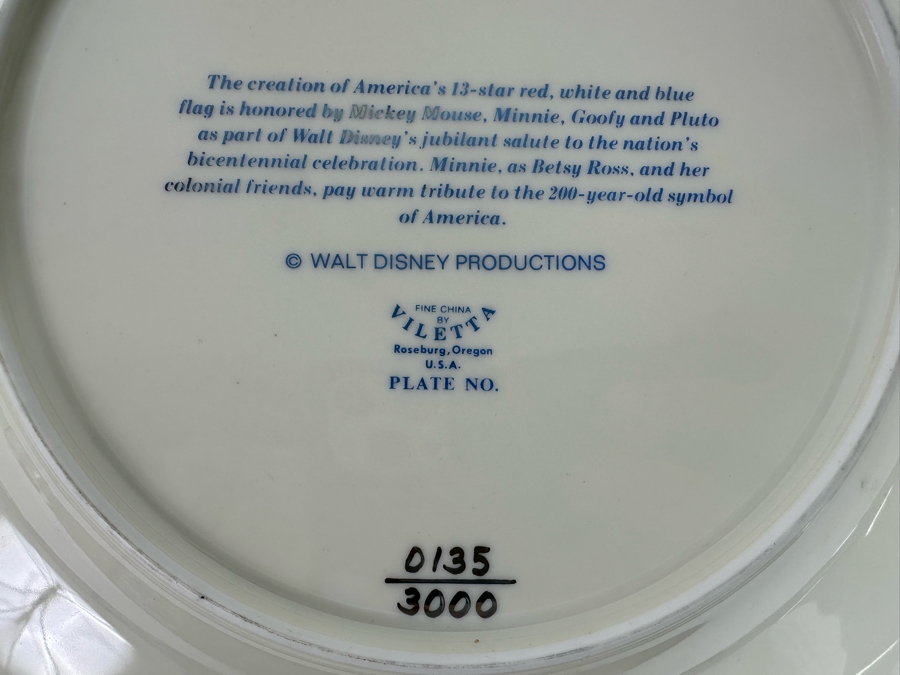 The creation of America's 13-star red, white and blue
flag is honored by Mickey Mouse, Minnie, Goofy and Pluto
as part of Walt Disney's jubilant salute to the nation's
bicentennial celebration. Minnie, as Betsy Ross, and her
colonial friends, pay warm tribute to the 200-year-old symbol
of America.
© WALT DISNEY PRODUCTIONS
FINE CHINA
BY
VILETTA
Roseburg, Oregon
U.S.A.
PLATE NO.
0135
3000